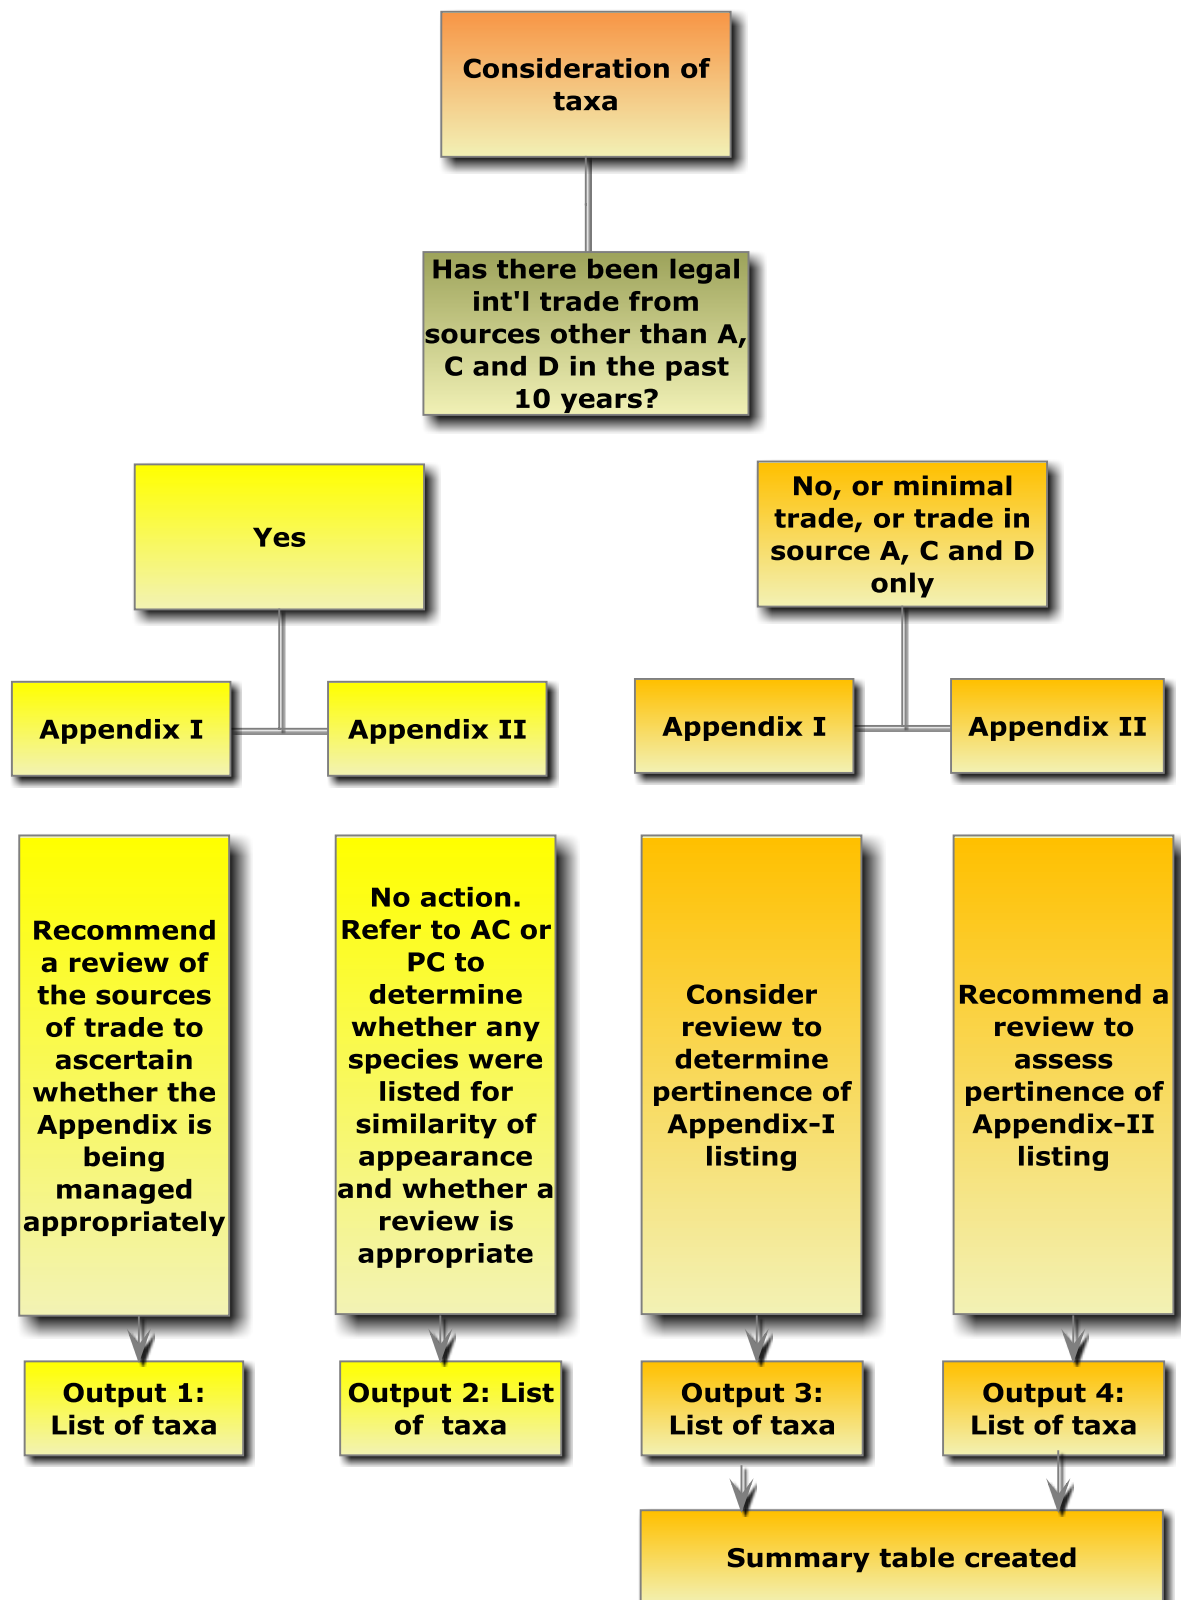 Consideration of
taxa
Has there been legal
int'l trade from
sources other than A,
C and D in the past
10 years?
Yes
No, or minimal
trade, or trade in
source A, C and D
only
Appendix I
Appendix II
Appendix I
Appendix II
Recommend
a review of
the sources
of trade to
ascertain
whether the
Appendix is
being
managed
appropriately
No action.
Refer to AC or
PC to
determine
whether any
species were
listed for
similarity of
appearance
and whether a
review is
appropriate
Consider
review to
determine
pertinence of
Appendix-I
listing
Recommend a
review to
assess
pertinence of
Appendix-II
listing
Output 1:
List of taxa
Output 2: List
of  taxa
Output 3:
List of taxa
Output 4:
List of taxa
Summary table created